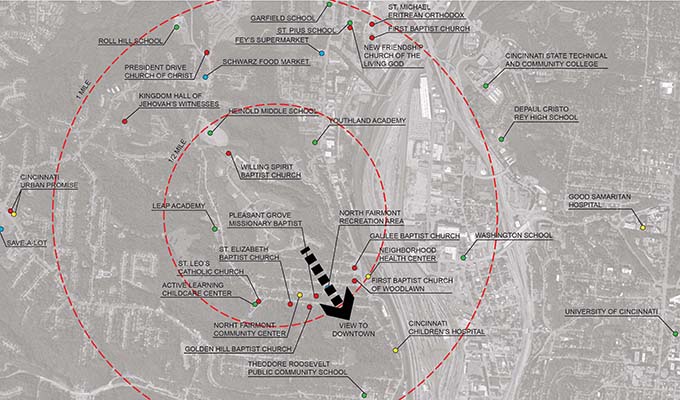 ST. MICHAEL
ERITREAN ORTHODOX
GARFIELD SCHOOL
ST. PIUS SCHOOL
FIRST BAPTIST CHURCH
ROLL HILL SCHOOL
FEY'S SUPERMARKET
NEW FRIENDSHIP
CHURCH OF THE
LIVING GOD
PRESIDENT DRIVE
CHURCH OF CHRIST
SCHWARZ FOOD MARKET
CINCINNATI STATE TECHNICAL
AND COMMUNITY COLLEGE
1 MILE
KINGDOM HALL OF
JEHOVAH'S WITNESSES
HEINOLD MIDDLE SCHOOL
YOUTHLAND ACADEMY
DEPAUL CRISTO
REY HIGH SCHOOL
1/2 MILE
WILLING SPIRIT
BAPTIST CHURCH
CINCINNATI
URBAN PROMISE
GOOD SAMARITAN
HOSPITAL
LEAP ACADEMY
PLEASANT GROVE
MISSIONARY BAPTIST
NORTH FAIRMONT
RECREATION AREA
SAVE-A-LOT
GALILEE BAPTIST CHURCH
WASHINGTON SCHOOL
ST. ELIZABETH
BAPTIST CHURCH
NEIGHBORHOOD
HEALTH CENTER
ST. LEO'S
CATHOLIC CHURCH
FIRST BAPTIST CHURCH
OF WOODLAWN
ACTIVE LEARNING
CHILDCARE CENTER
UNIVERSITY OF CINCINNATI
NORHT FAIRMONT
COMMUNITY CENTER
VIEW TO
DOWNTOWN
CINCINNATI
CHILDREN'S HOSPITAL
GOLDEN HILL BAPTIST CHURCH
THEODORE ROOSEVELT
PUBLIC COMMUNITY SCHOOL